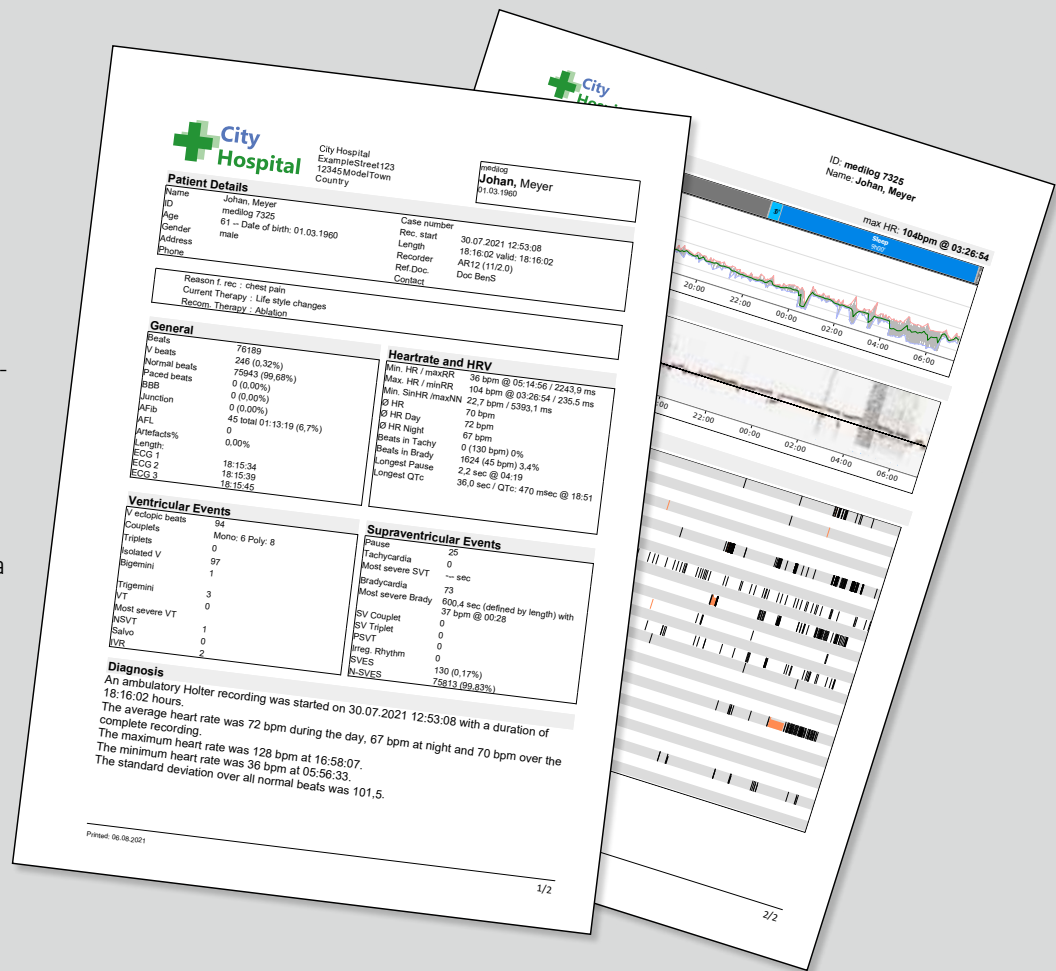 City
Hospital
City Hospital
ExampleStreet123
12345ModelTown
Country
medilog
Johan, Meyer
01.03.1960
Patient Details
Name Johan, Meyer
ID medilog 7325
Age 61 -- Date of birth: 01.03.1960
Gender male
Address
Phone
Case number
Rec. start 30.07.2021 12:53:08
Length 18:16:02 valid: 18:16:02
Recorder AR12 (11/2.0)
Ref.Doc. Doc BenS
Contact
Reason f. rec : chest pain
Current Therapy : Life style changes
Recom. Therapy : Ablation
General
Beats 76189
V beats 246 (0,32%)
Normal beats 75943 (99,68%)
Paced beats 0 (0,00%)
BBB 0 (0,00%)
Junction 0 (0.00%)
AFib 45 total 01:13:19 (6,7%)
AFL 0
Artefacts% 0,00%
Length:
ECG 1 18:15:34
ECG 2 18:15:39
ECG 3 18:15:45
Heartrate and HRV
Min. HR / maxRR 36 bpm @ 05:14:56 / 2243,9 ms
Max. HR / minRR 104 bpm @ 03:26:54 / 235,5 ms
Min. SinHR /maxNN 22,7 bpm / 5393,1 ms
Ø HR 70 bpm
Ø HR Day 72 bpm
Ø HR Night 67 bpm
Beats in Tachy 0 (130 bpm) 0%
Beats in Brady 1624 (45 bpm) 3.4%
Longest Pause 2,2 sec @ 04:19
Longest QTc 36,0 sec / QTc: 470 msec @ 18:51
Ventricular Events
V ectopic beats 94
Couplets Mono: 6 Poly: 8
Triplets 0
Isolated V 97
Bigemini 1
Trigemini 3
VT 0
Most severe VT
NSVT 1
Salvo 0
IVR 2
Supraventricular Events
Pause 25
Tachycardia 0
Most severe SVT --- sec
Bradycardia 73
Most severe Brady 600,4 sec (defined by length) with
37 bpm @ 00:28
SV Couplet 0
SV Triplet 0
PSVT 0
Irreg. Rhythm 0
SVES 130 (0,17%)
N-SVES 75813 (99,83%)
Diagnosis
An ambulatory Holter recording was started on 30.07.2021 12:53:08 with a duration of
18:16:02 hours.
The average heart rate was 72 bpm during the day, 67 bpm at night and 70 bpm over the
complete recording.
The maximum heart rate was 128 bpm at 16:58:07.
The minimum heart rate was 36 bpm at 05:56:33.
The standard deviation over all normal beats was 101,5.
Printed: 06.08.2021
1/2
City
ID: medilog 7325
Name: Johan, Meyer
max HR: 104bpm @ 03:26:54
Sleep
20:00 22:00 00:00 02:00 04:00 06:00
22:00 00:00 02:00 04:00 06:00
2/2